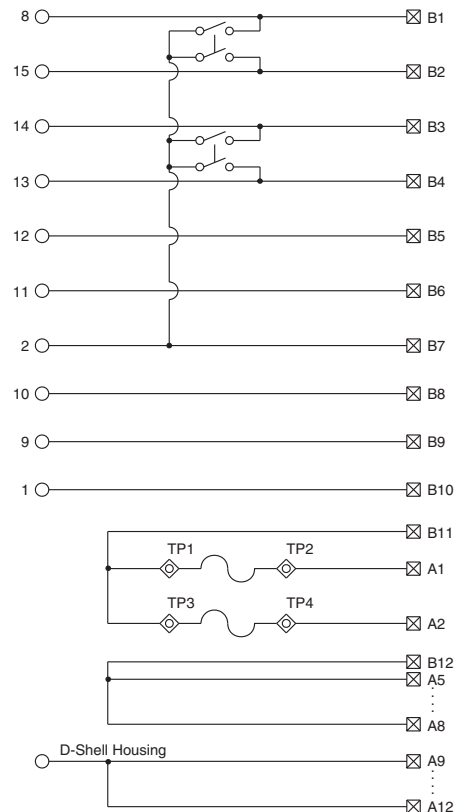 8 B1
15 B2
14 B3
13 B4
12 B5
11 B6
2 B7
10 B8
9 B9
1 B10
B11
TP1 TP2
A1
TP3 TP4
A2
B12
A5
A8
D-Shell Housing
A9
A12